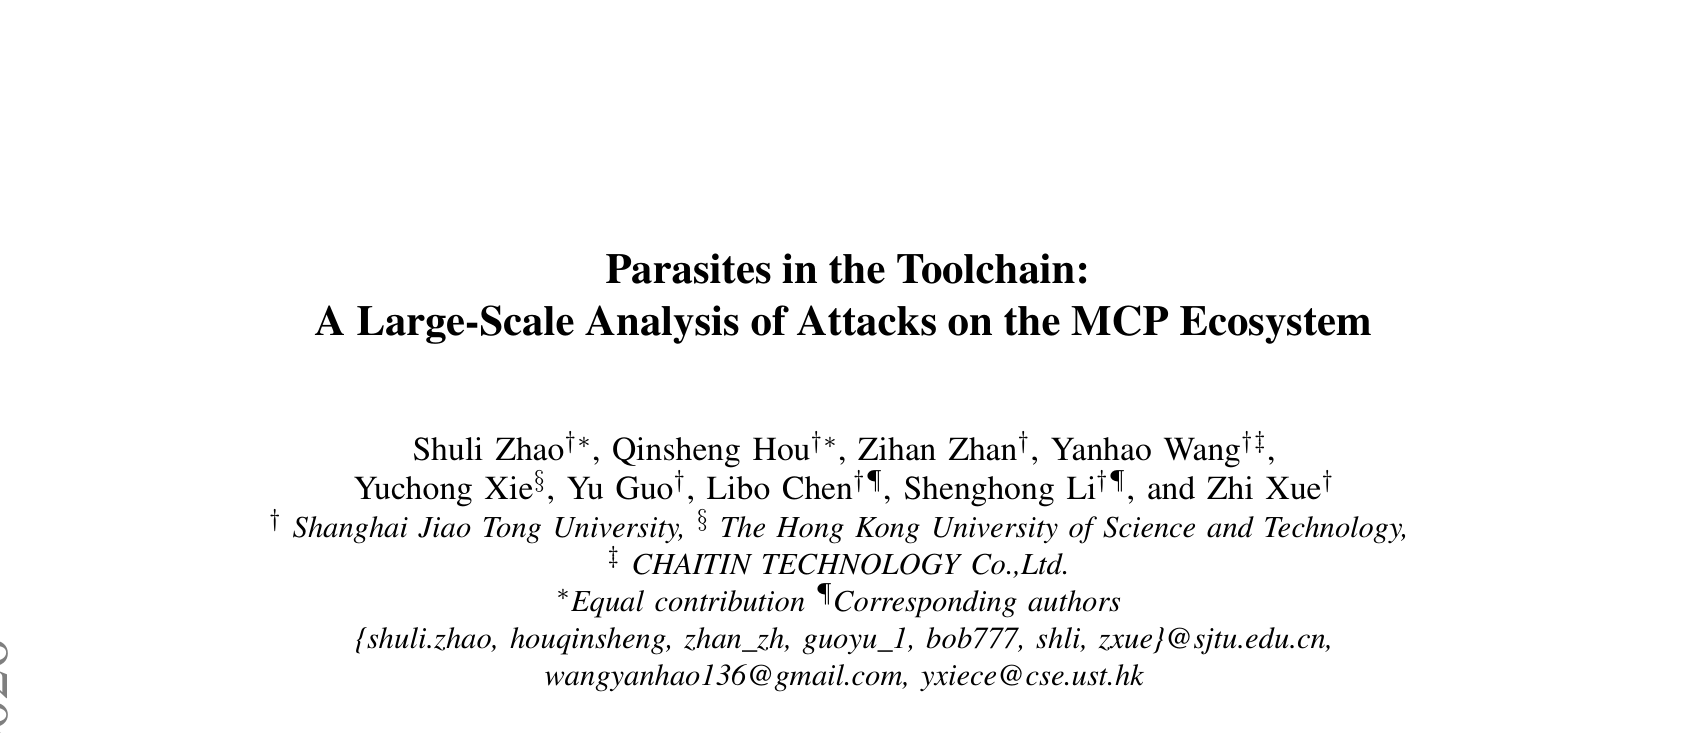 Parasites in the Toolchain:
A Large-Scale Analysis of Attacks on the MCP Ecosystem
Shuli Zhao†*, Qinsheng Hou†*, Zihan Zhan†, Yanhao Wang†‡,
Yuchong Xie§, Yu Guo†, Libo Chen†¶, Shenghong Li†¶, and Zhi Xue†
† Shanghai Jiao Tong University, § The Hong Kong University of Science and Technology,
‡ CHAITIN TECHNOLOGY Co.,Ltd.
*Equal contribution ¶Corresponding authors
{shuli.zhao, houqinsheng, zhan_zh, guoyu_1, bob777, shli, zxue}@sjtu.edu.cn,
wangyanhao136@gmail.com, yxiece@cse.ust.hk